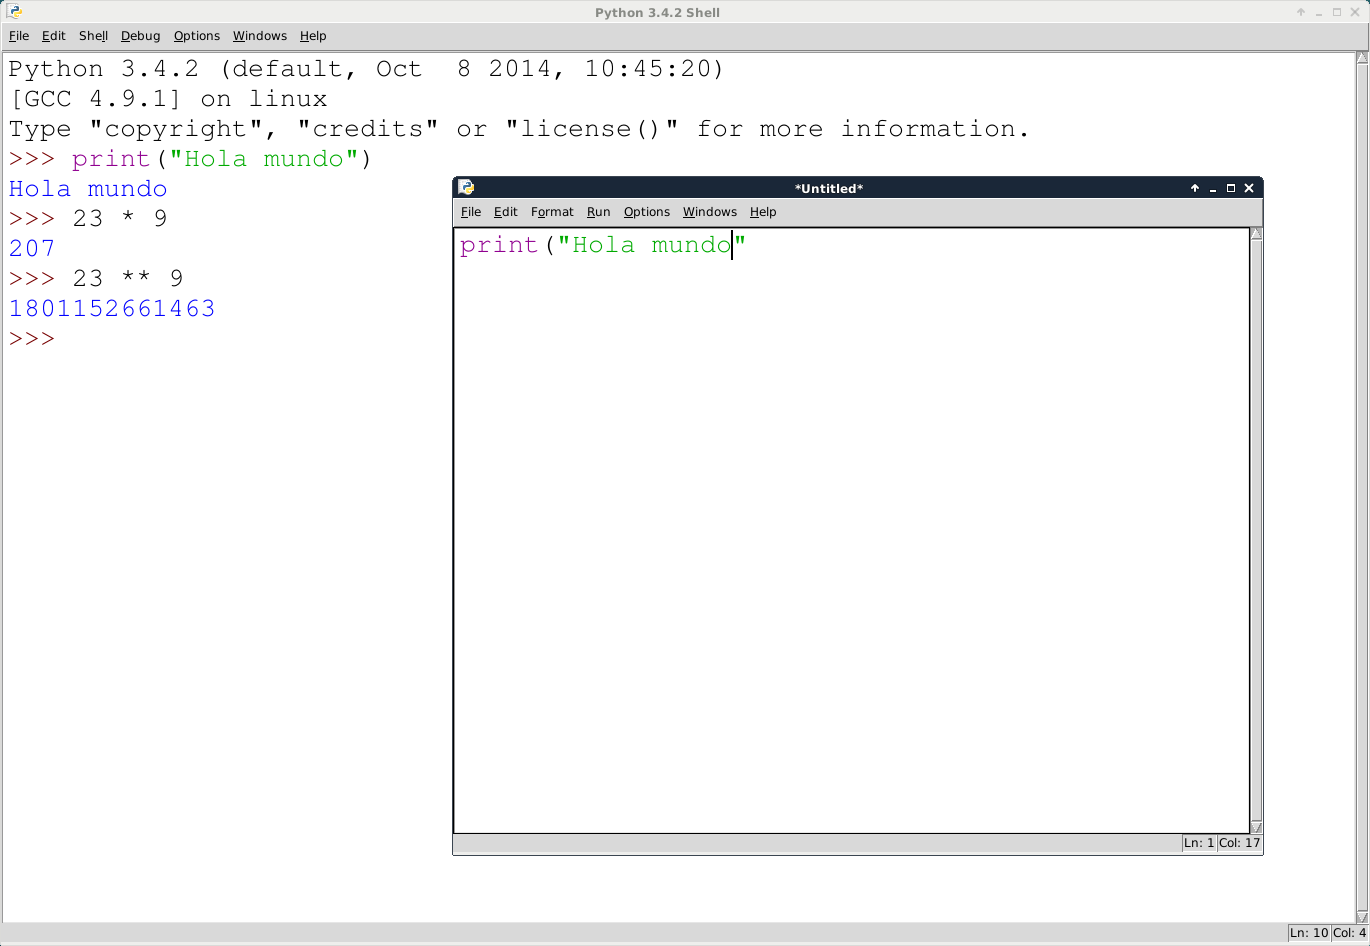 Python 3.4.2 Shell
File Edit Shell Debug Options Windows Help
Python 3.4.2 (default, Oct  8 2014, 10:45:20)
[GCC 4.9.1] on linux
Type "copyright", "credits" or "license()" for more information.
>>> print("Hola mundo")
Hola mundo
>>> 23 * 9
207
>>> 23 ** 9
1801152661463
>>>
*Untitled*
File Edit Format Run Options Windows Help
print("Hola mundo"
Ln: 1 Col: 17
Ln: 10 Col: 4